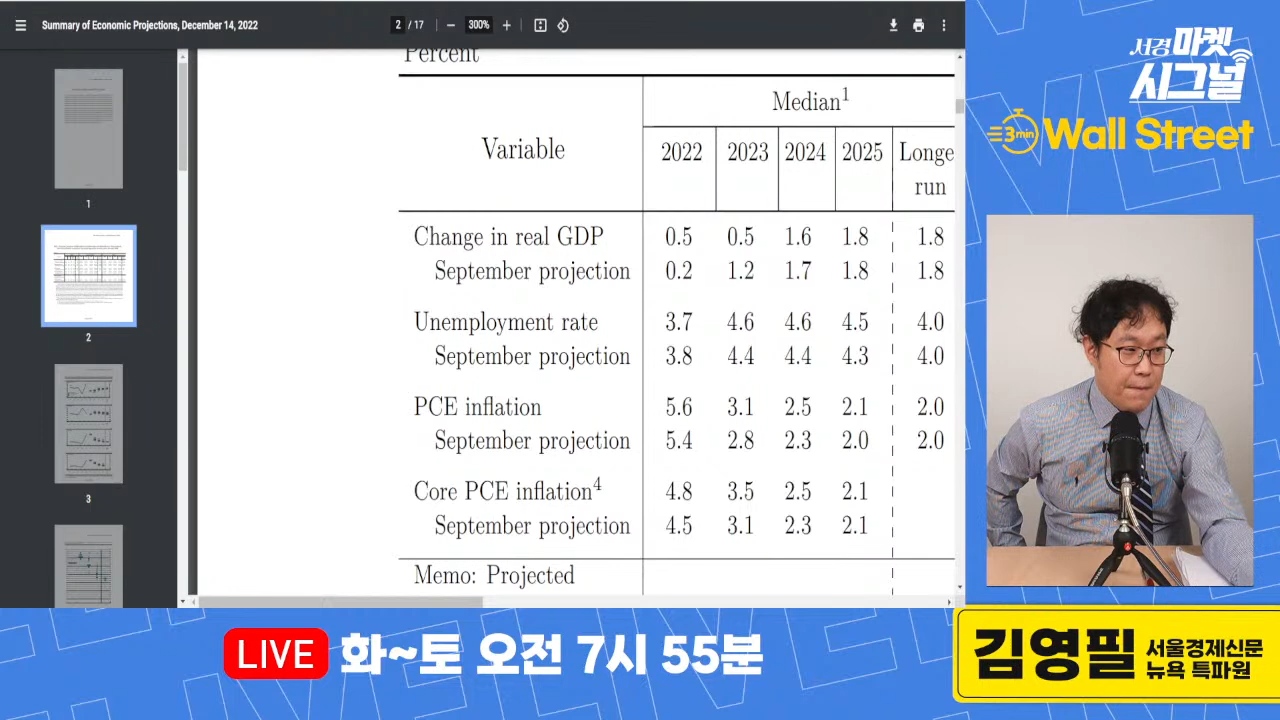 Summary of Economic Projections, December 14, 2022
2 / 17
300%
Percent
Median1
Variable
2022 2023 2024 2025 Longe
run
Change in real GDP 0.5 0.5 1.6 1.8 1.8
September projection 0.2 1.2 1.7 1.8 1.8
Unemployment rate 3.7 4.6 4.6 4.5 4.0
September projection 3.8 4.4 4.4 4.3 4.0
PCE inflation 5.6 3.1 2.5 2.1 2.0
September projection 5.4 2.8 2.3 2.0 2.0
Core PCE inflation4 4.8 3.5 2.5 2.1
September projection 4.5 3.1 2.3 2.1
Memo: Projected
1
2
3
서경 마켓
시그널
3min Wall Street
LIVE 화~토 오전 7시 55분
김영필 서울경제신문
뉴욕 특파원